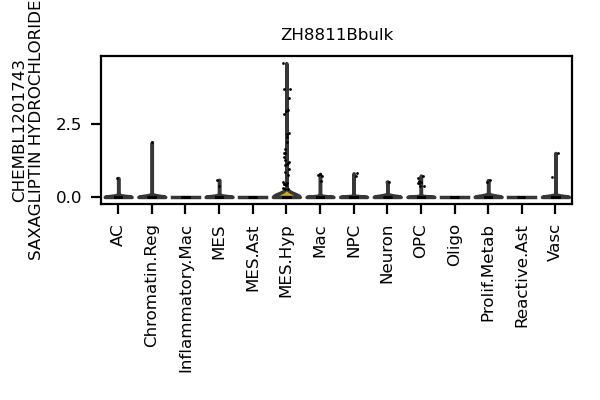 ZH8811Bbulk
CHEMBL1201743
SAXAGLIPTIN HYDROCHLORIDE
2.5
0.0
AC
Chromatin.Reg
Inflammatory.Mac
MES
MES.Ast
MES.Hyp
Mac
NPC
Neuron
OPC
Oligo
Prolif.Metab
Reactive.Ast
Vasc